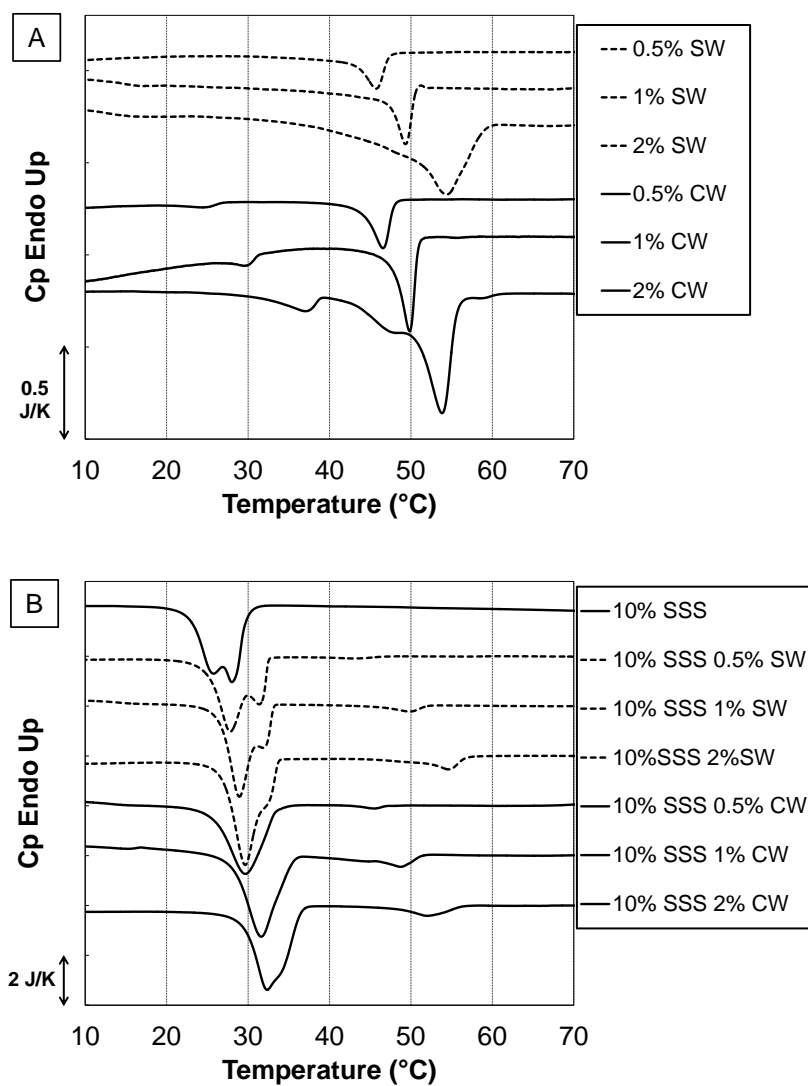 A
Cp Endo Up
0.5
J/K
10 20 30 40 50 60 70
Temperature (°C)
0.5% SW
1% SW
2% SW
0.5% CW
1% CW
2% CW
B
Cp Endo Up
2 J/K
10 20 30 40 50 60 70
Temperature (°C)
10% SSS
10% SSS 0.5% SW
10% SSS 1% SW
10%SSS 2%SW
10% SSS 0.5% CW
10% SSS 1% CW
10% SSS 2% CW